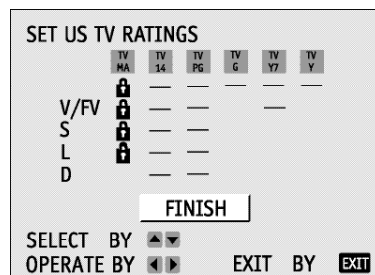 SET US TV RATINGS
TV MA TV 14 TV PG TV G TV Y7 TV Y
V/FV
S
L
D
FINISH
SELECT BY
OPERATE BY EXIT BY EXIT